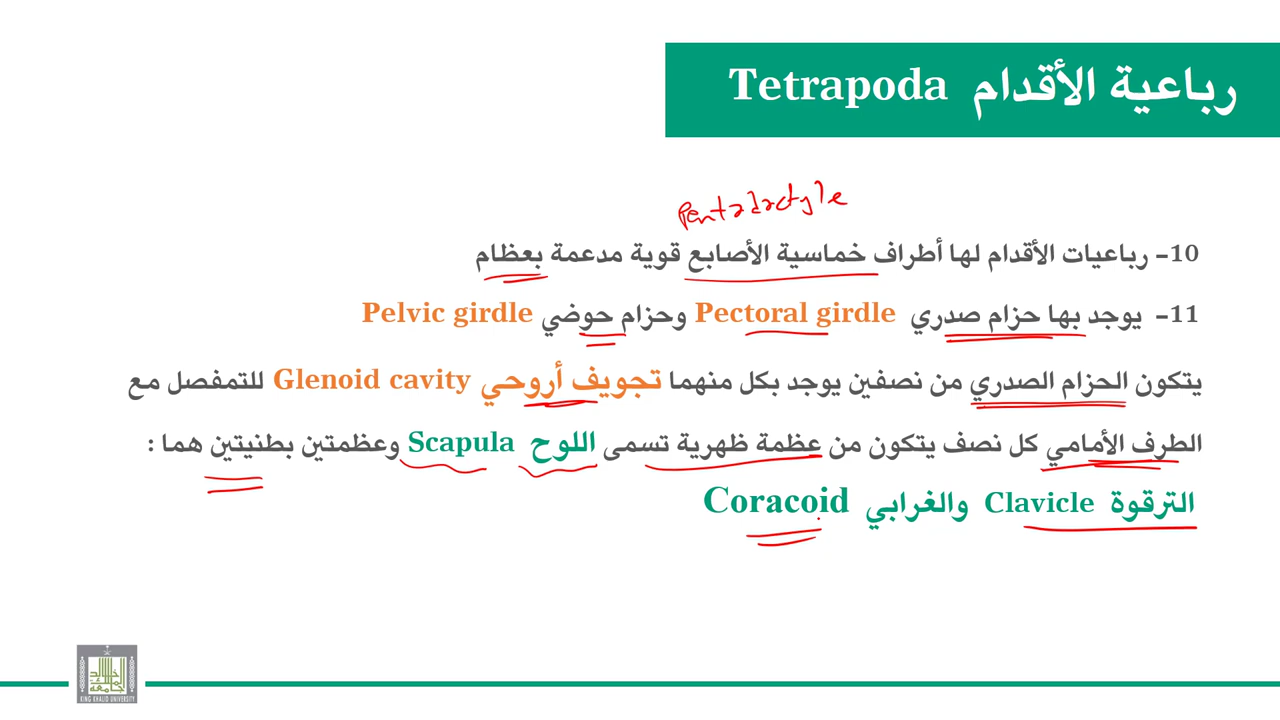 رباعية الأقدام Tetrapoda
Pentadactyle
10- رباعيات الأقدام لها أطراف خماسية الأصابع قوية مدعمة بعظام
11- يوجد بها حزام صدري Pectoral girdle وحزام حوضي Pelvic girdle
يتكون الحزام الصدري من نصفين يوجد بكل منهما تجويف أروحي Glenoid cavity للتمفصل مع
الطرف الأمامي كل نصف يتكون من عظمة ظهرية تسمى اللوح Scapula وعظمتين بطنيتين هما :
الترقوة Clavicle والغرابي Coracoid
KING KHALID UNIVERSITY